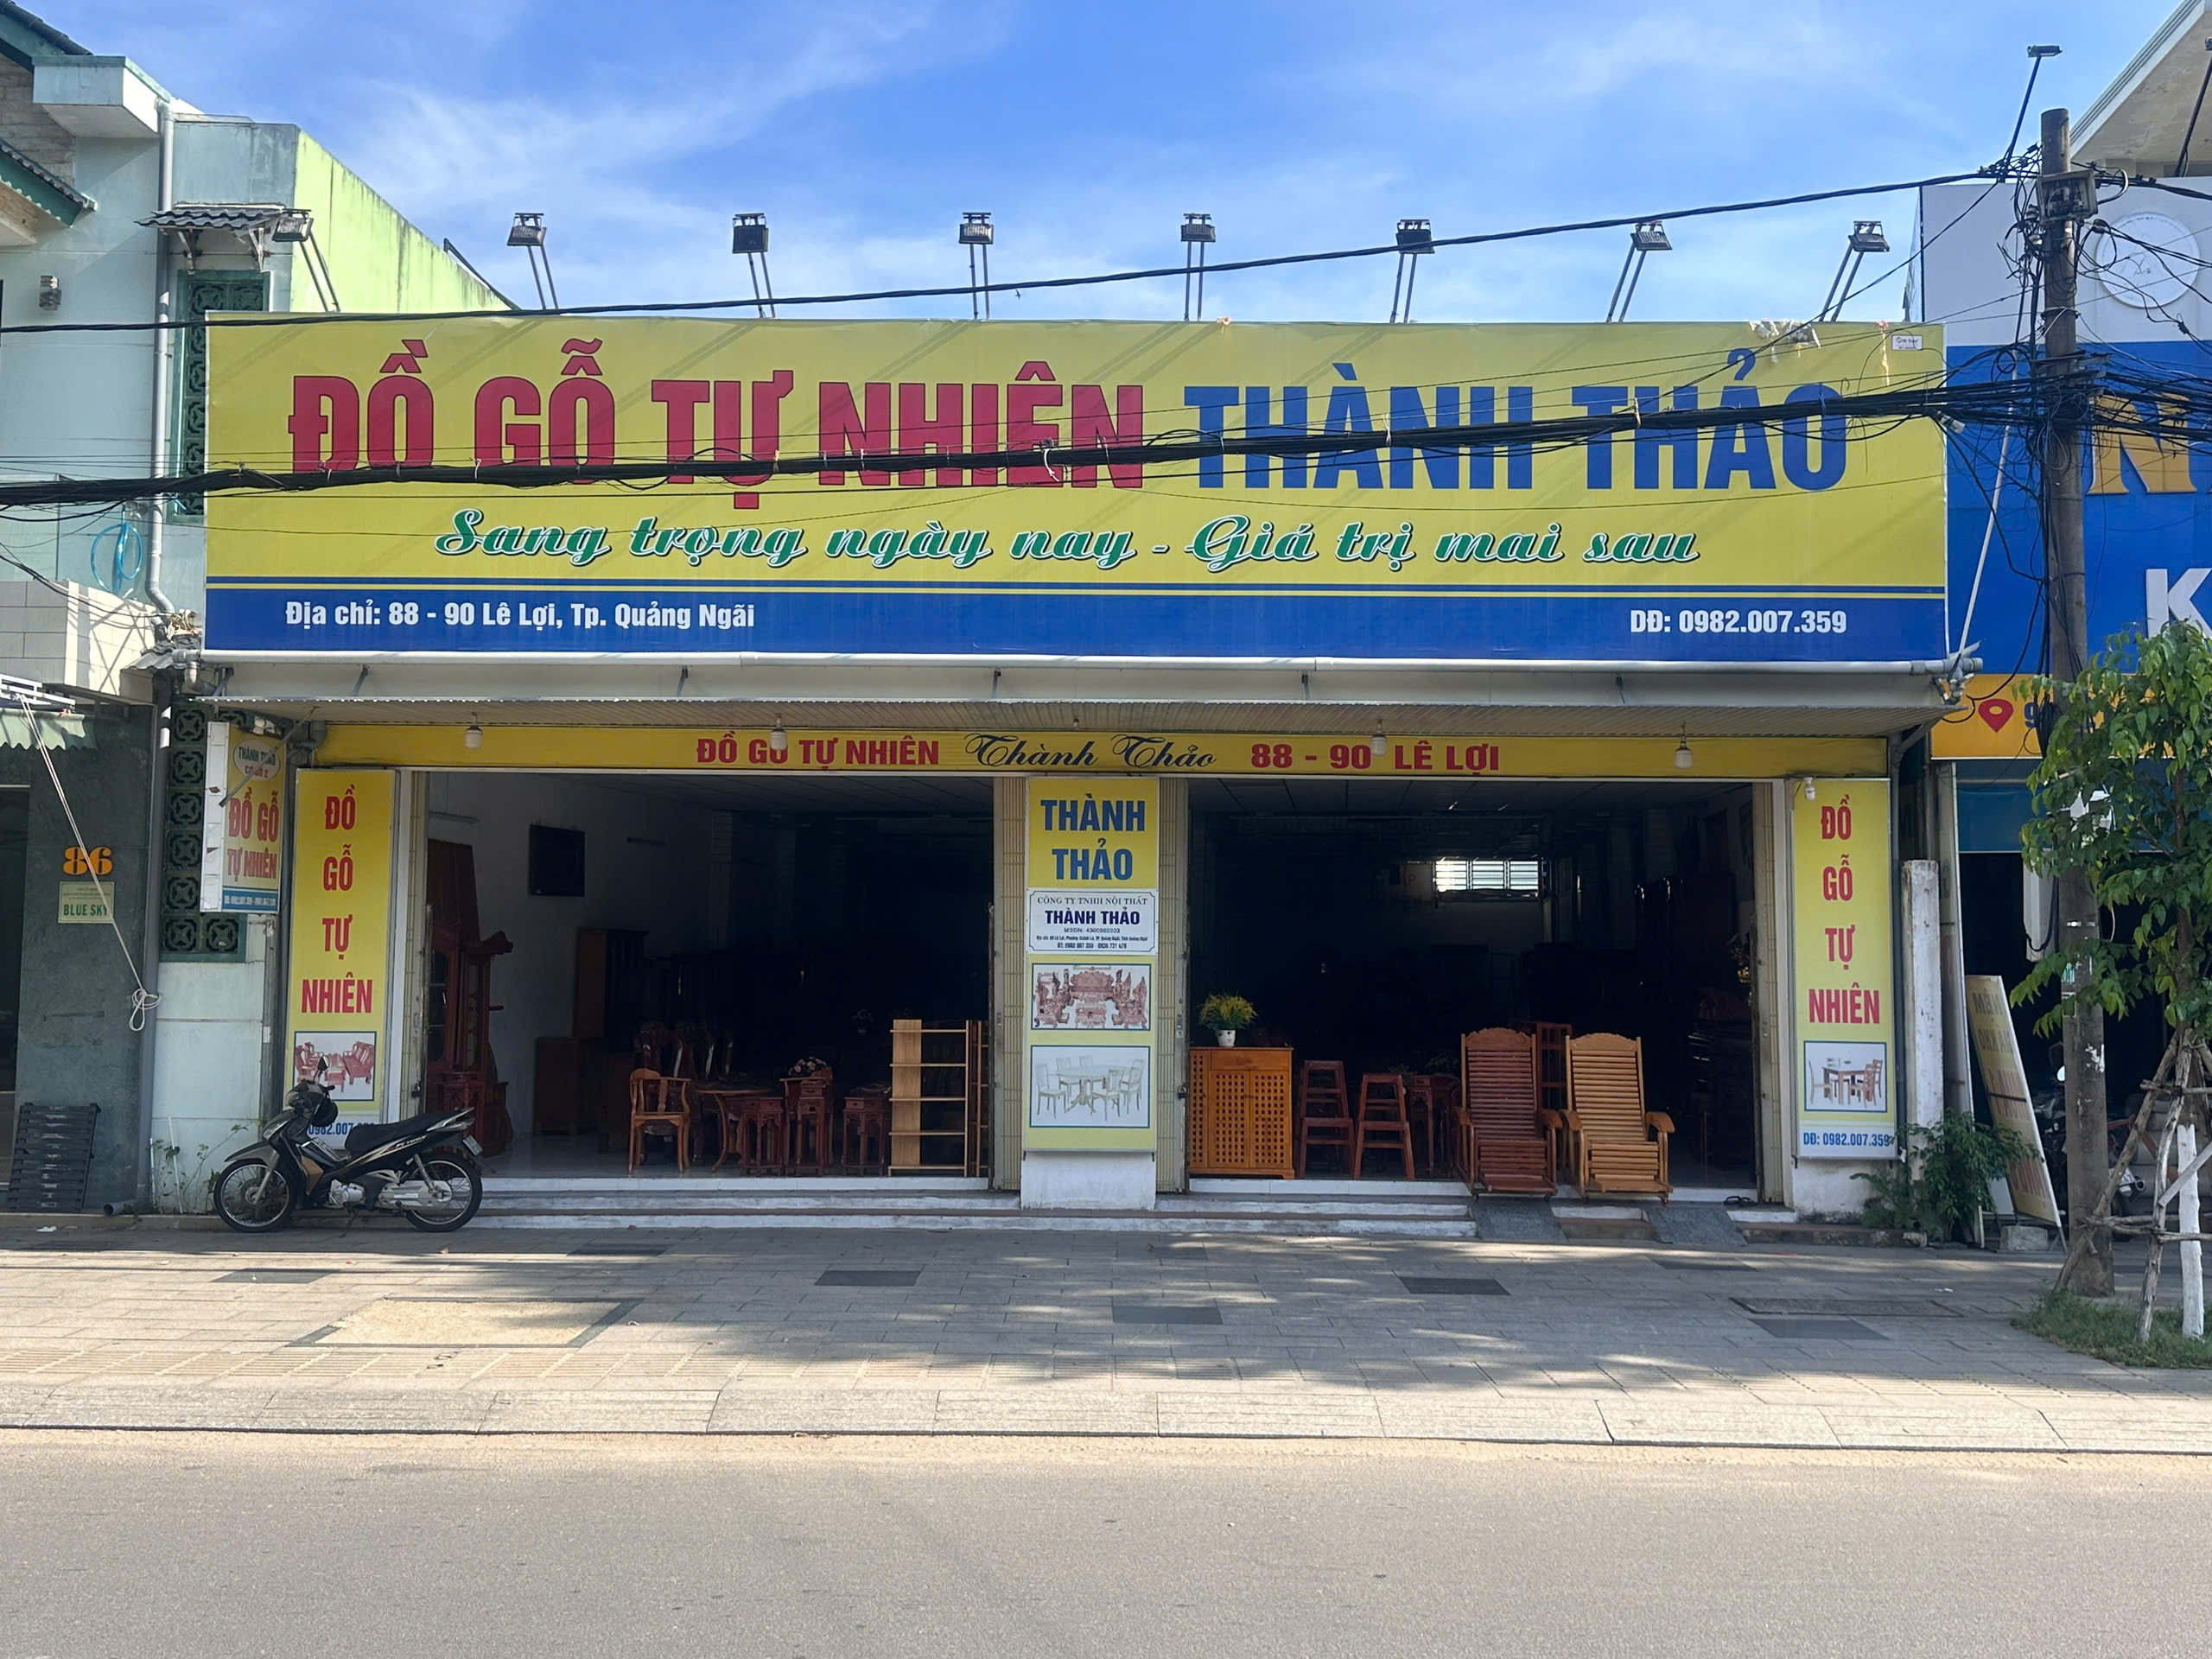 ĐỒ GỖ TỰ NHIÊN THÀNH THẢO
Sang trọng ngày nay - Giá trị mai sau
Địa chỉ: 88 - 90 Lê Lợi, Tp. Quảng Ngãi
DĐ: 0982.007.359
ĐỒ GỖ TỰ NHIÊN Thành Thảo 88 - 90 LÊ LỢI
THÀNH THẢO
ĐỒ GỖ
TỰ NHIÊN
86
BLUE SKY
ĐỒ
GỖ
TỰ
NHIÊN
THÀNH
THẢO
CÔNG TY TNHH NỘI THẤT
THÀNH THẢO
ĐỒ
GỖ
TỰ
NHIÊN
DĐ: 0982.007.359
K